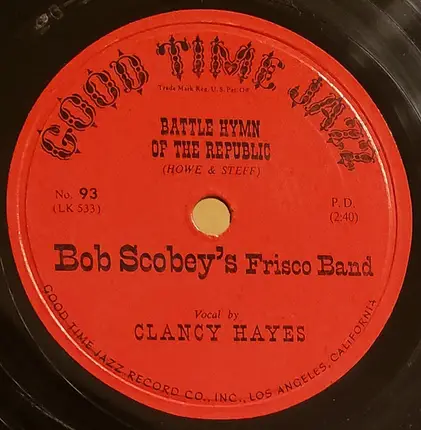 GOOD TIME JAZZ
Trade Mark Reg. U. S. Pat. Off.
BATTLE HYMN
OF THE REPUBLIC
(HOWE & STEFF)
No. 93
(LK 533)
P. D.
(2:40)
Bob Scobey's Frisco Band
Vocal by
CLANCY HAYES
GOOD TIME JAZZ RECORD CO., INC., LOS ANGELES, CALIFORNIA